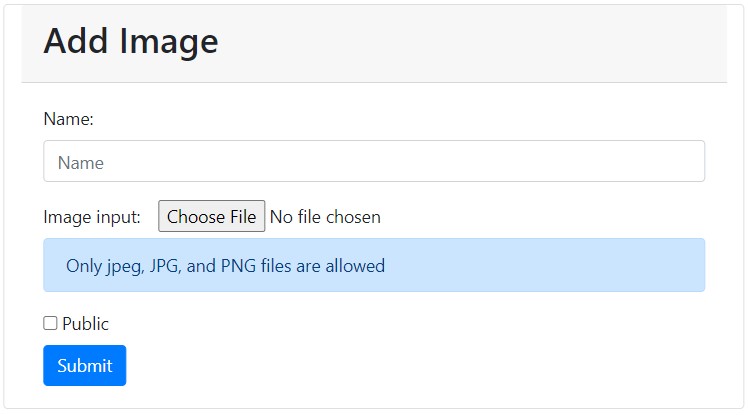 Add Image
Name:
Name
Image input: Choose File No file chosen
Only jpeg, JPG, and PNG files are allowed
Public
Submit